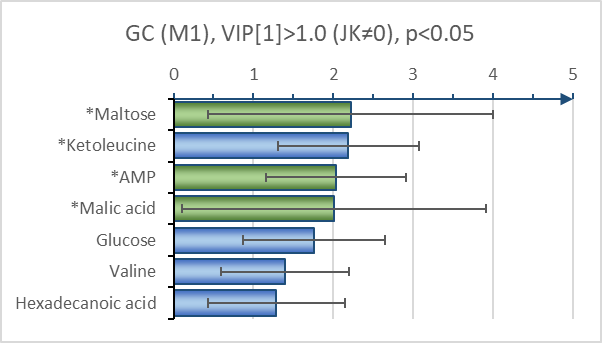 GC (M1), VIP[1]>1.0 (JK≠0), p<0.05
0 1 2 3 4 5
*Maltose
*Ketoleucine
*AMP
*Malic acid
Glucose
Valine
Hexadecanoic acid